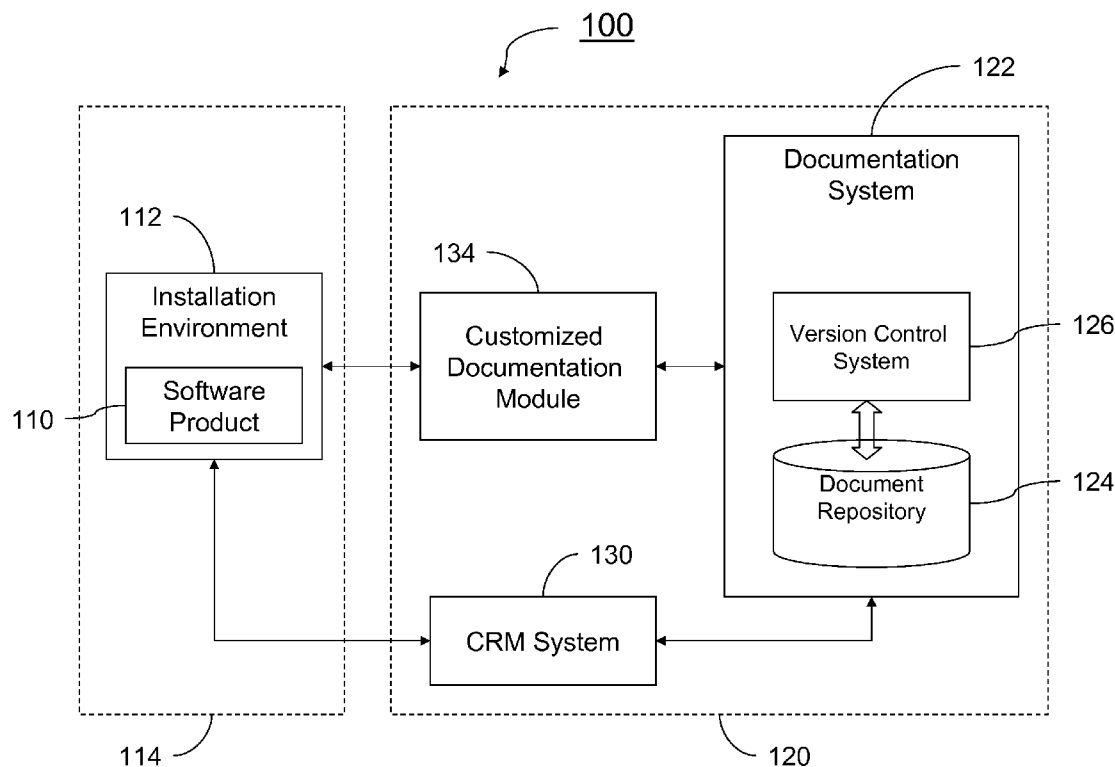 100
122
Documentation
System
112
134
Installation
Environment
Customized
Documentation
Module
Version Control
System
126
110
Software
Product
Document
Repository
124
130
CRM System
114
120